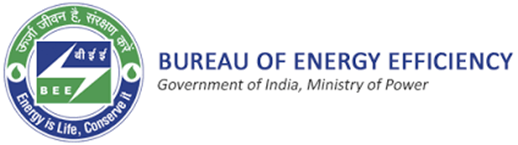 ऊर्जा जीवन है, संरक्षण करें
बी ई ई
BEE
Energy is Life, Conserve it
BUREAU OF ENERGY EFFICIENCY
Government of India, Ministry of Power